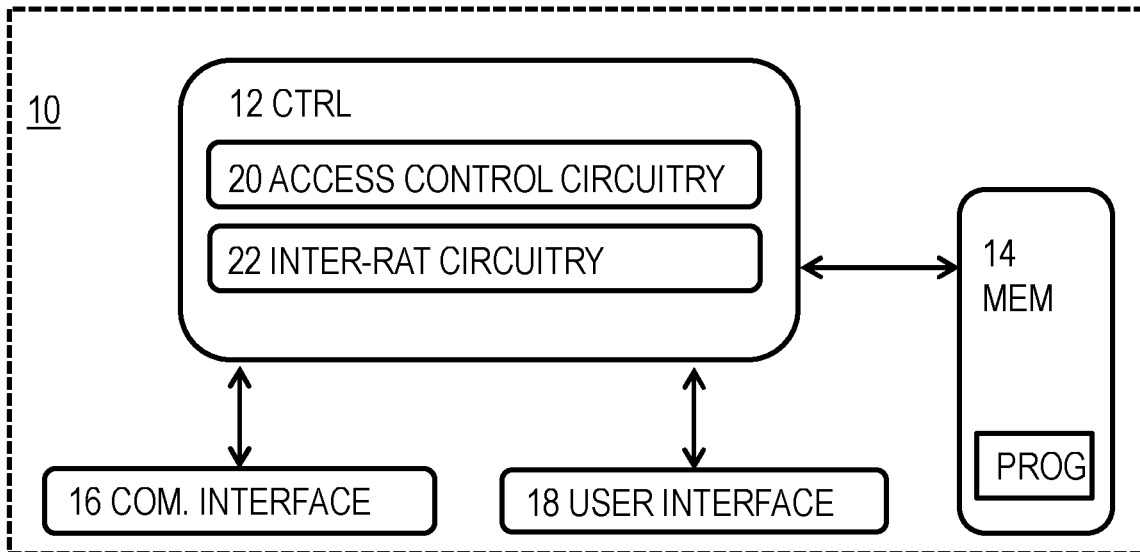 10
12 CTRL
20 ACCESS CONTROL CIRCUITRY
22 INTER-RAT CIRCUITRY
14
MEM
PROG
16 COM. INTERFACE
18 USER INTERFACE